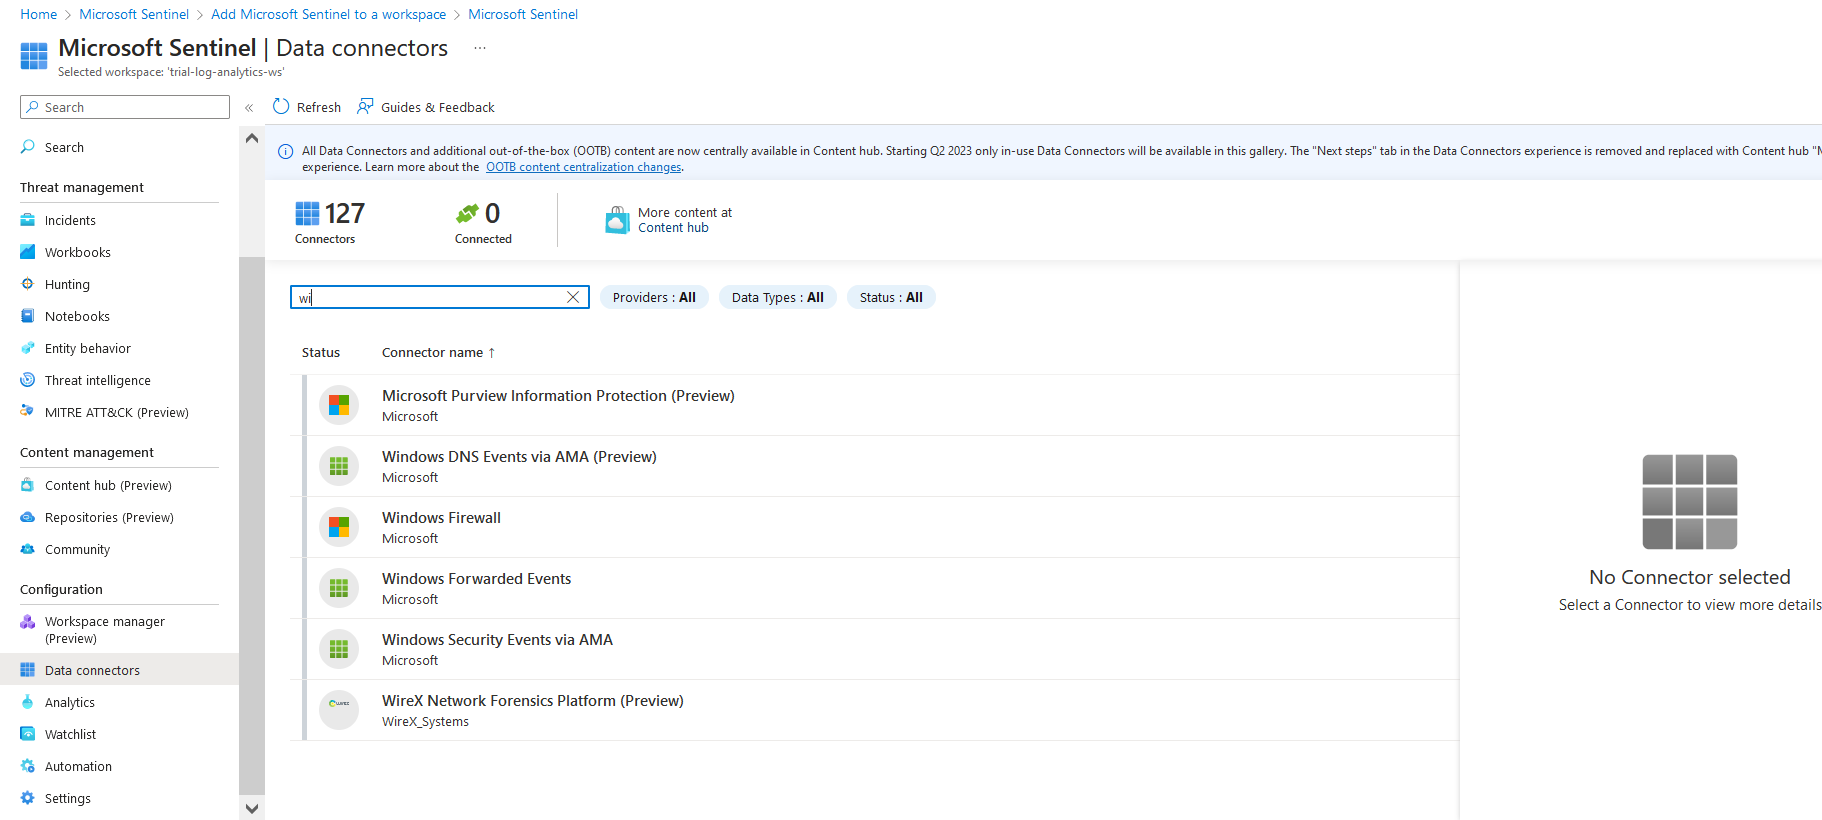 Home > Microsoft Sentinel > Add Microsoft Sentinel to a workspace > Microsoft Sentinel
Microsoft Sentinel | Data connectors ...
Selected workspace: 'trial-log-analytics-ws'
Search
«
Refresh
Guides & Feedback
Search
Threat management
Incidents
Workbooks
Hunting
Notebooks
Entity behavior
Threat intelligence
MITRE ATT&CK (Preview)
Content management
Content hub (Preview)
Repositories (Preview)
Community
Configuration
Workspace manager
(Preview)
Data connectors
Analytics
Watchlist
Automation
Settings
All Data Connectors and additional out-of-the-box (OOTB) content are now centrally available in Content hub. Starting Q2 2023 only in-use Data Connectors will be available in this gallery. The "Next steps" tab in the Data Connectors experience is removed and replaced with Content hub "M
experience. Learn more about the OOTB content centralization changes.
127
Connectors
0
Connected
More content at
Content hub
wi
Providers : All
Data Types : All
Status : All
Status
Connector name ↑
Microsoft Purview Information Protection (Preview)
Microsoft
Windows DNS Events via AMA (Preview)
Microsoft
Windows Firewall
Microsoft
Windows Forwarded Events
Microsoft
Windows Security Events via AMA
Microsoft
WIREX
WireX Network Forensics Platform (Preview)
WireX_Systems
No Connector selected
Select a Connector to view more details